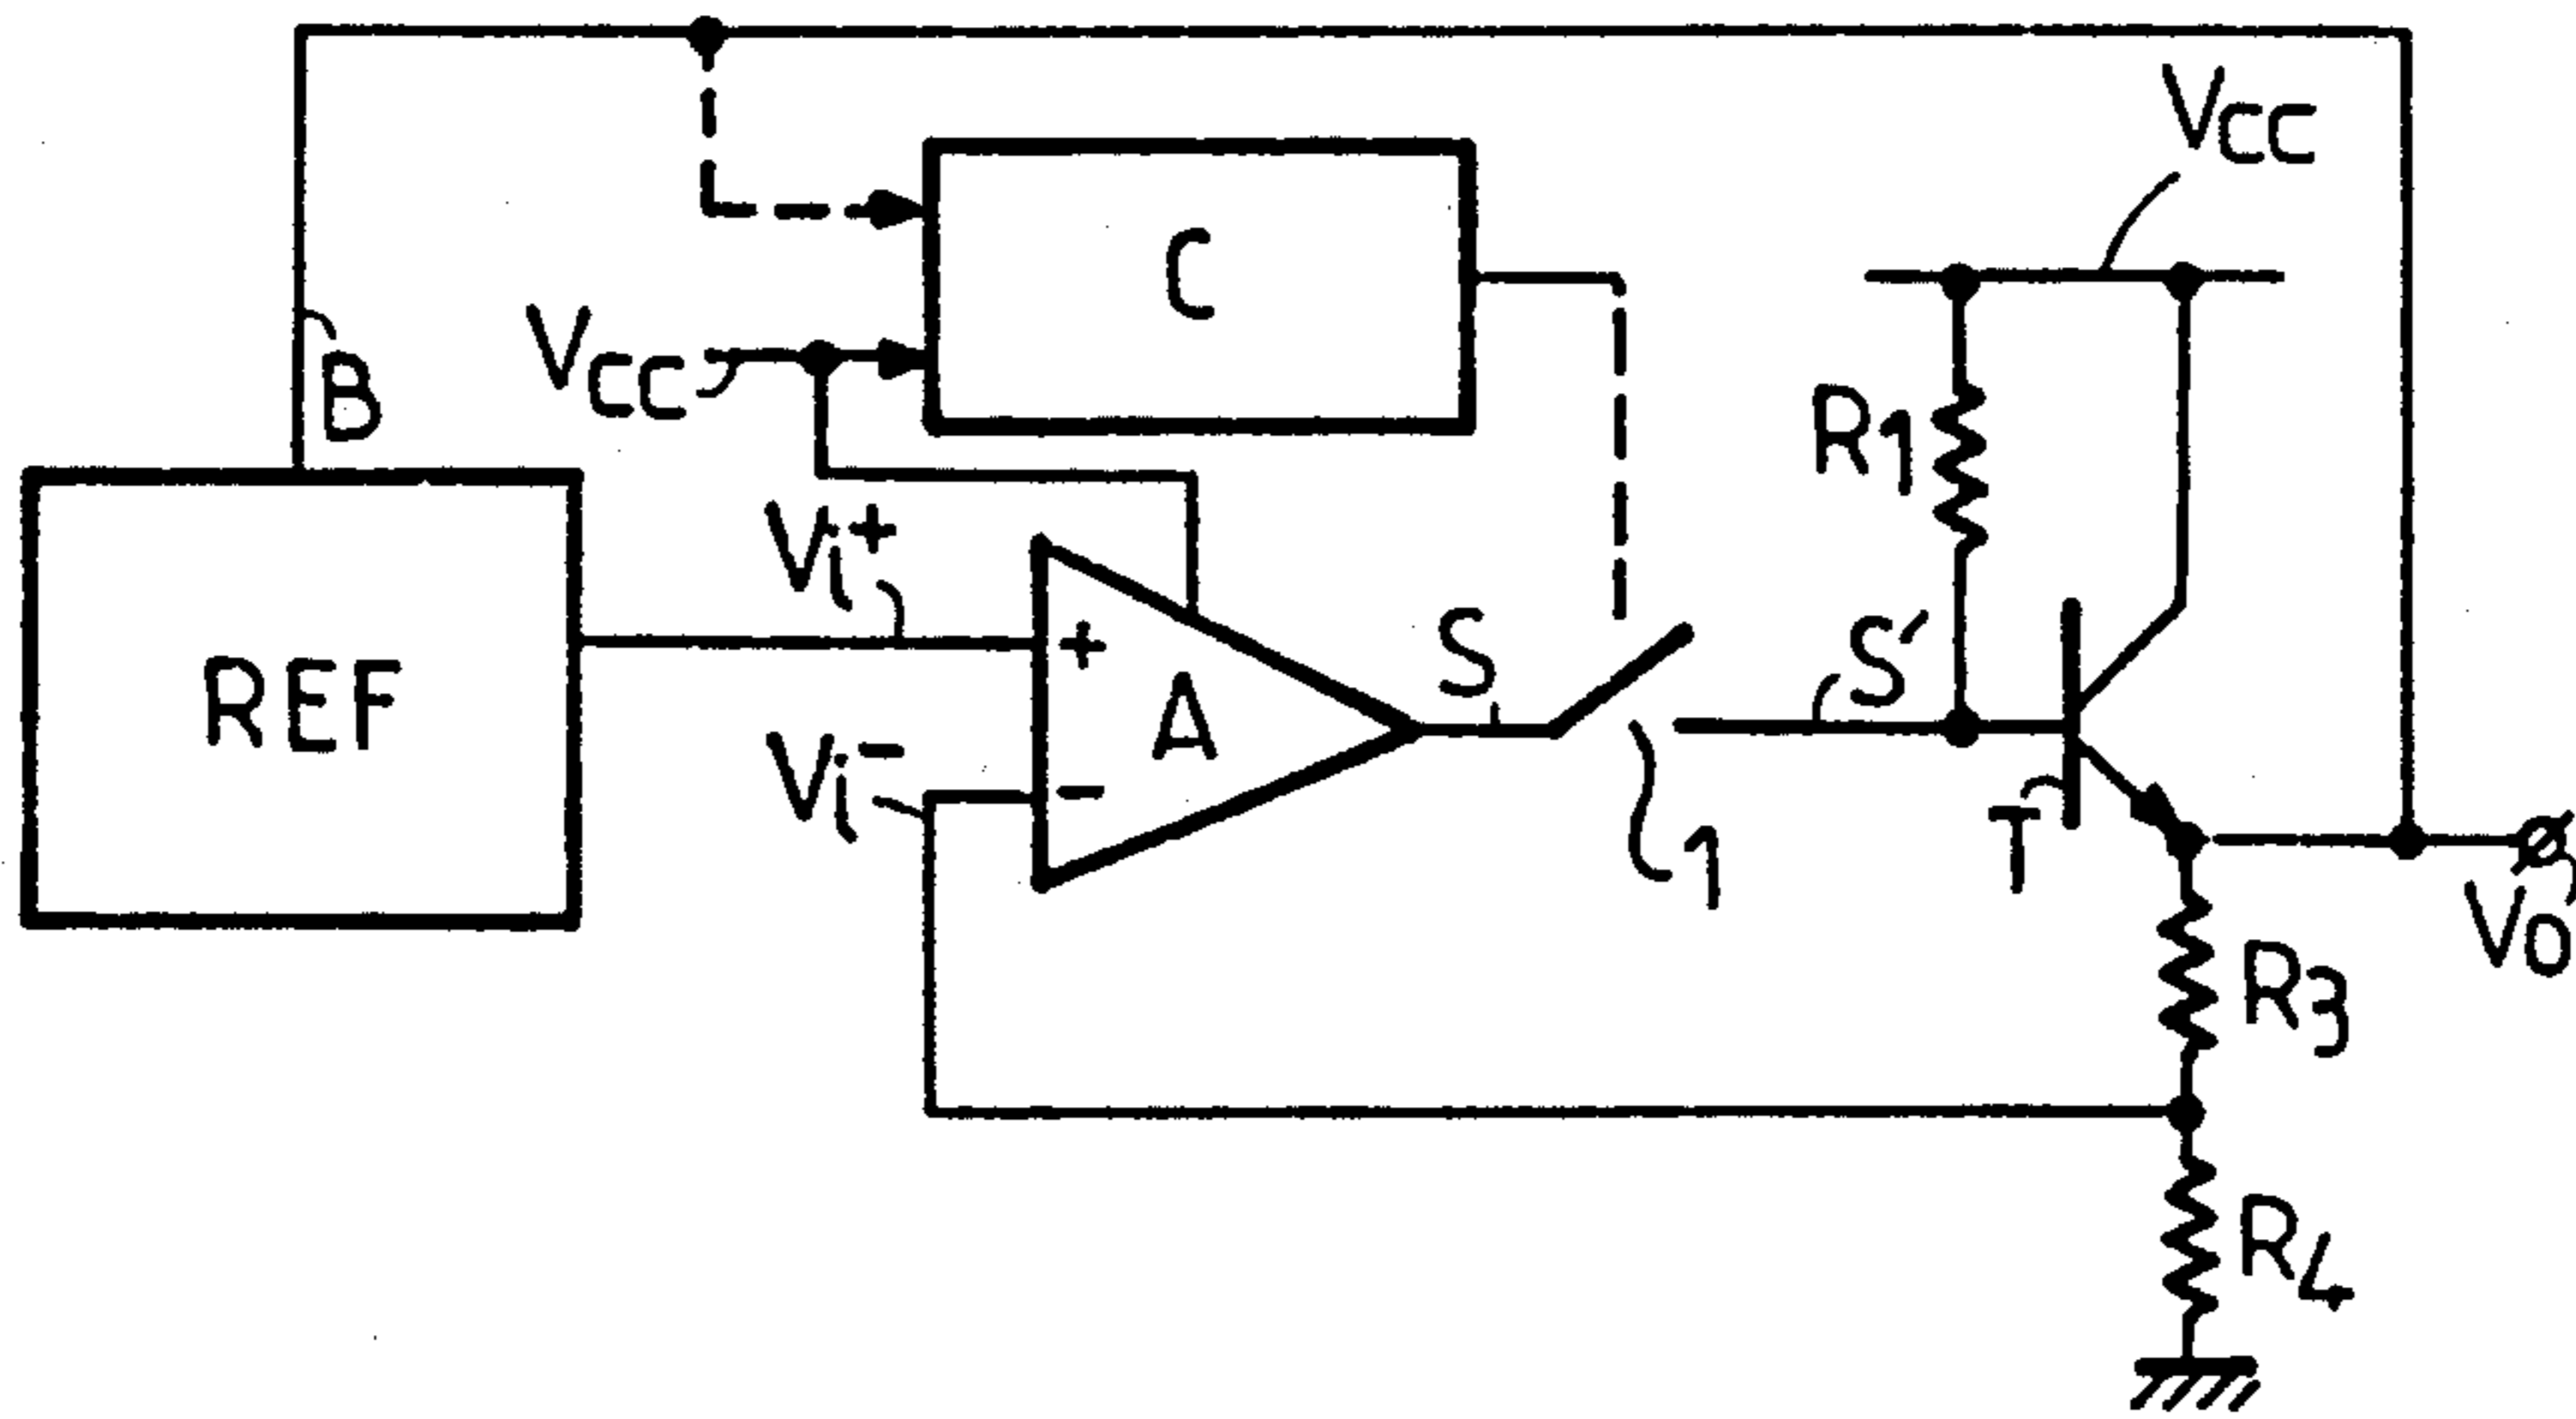 VCC
C
VCC
B
R1
Vi+
REF
+
A
S
S'
Vi-
-
1
T
VO
R3
R4